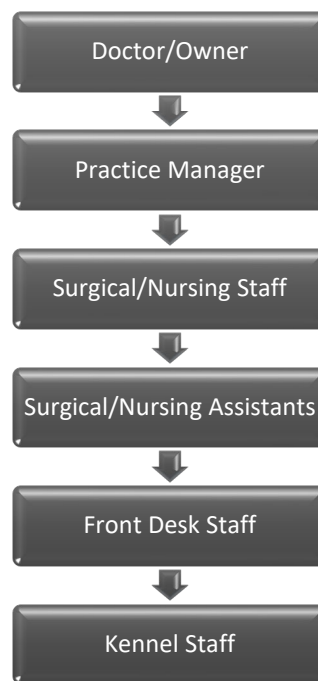 Doctor/Owner
Practice Manager
Surgical/Nursing Staff
Surgical/Nursing Assistants
Front Desk Staff
Kennel Staff